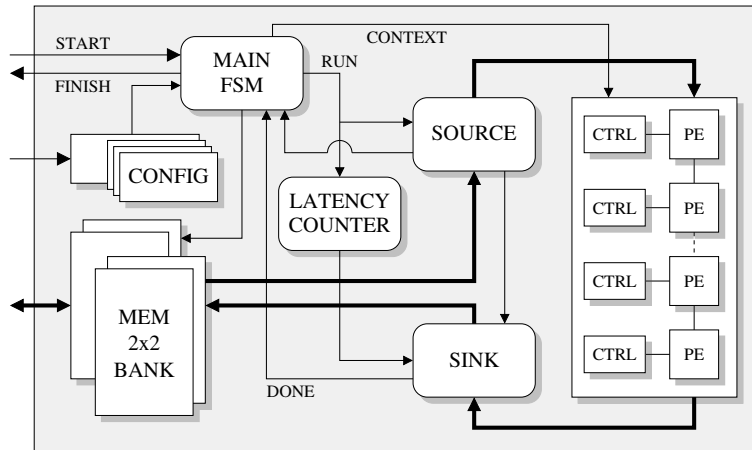 START
FINISH
MAIN
FSM
CONTEXT
RUN
SOURCE
CTRL
PE
CONFIG
LATENCY
COUNTER
CTRL
PE
CTRL
PE
MEM
2x2
BANK
SINK
DONE
CTRL
PE